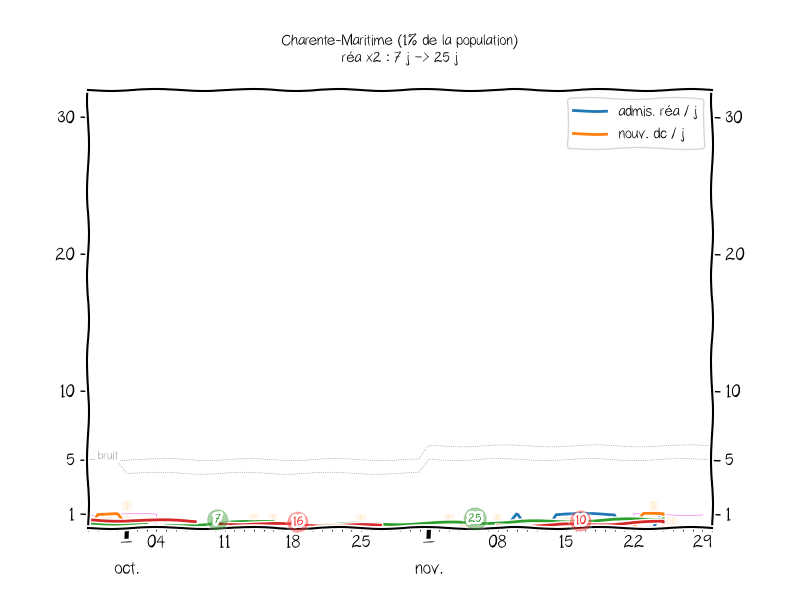 Charente-Maritime (1% de la population)
réa x2 : 7 j -> 25 j
admis. réa / j
nouv. dc / j
30 30
20 20
10 10
5 bruit 5
1 1
7 16 25 10
04 11 18 25 08 15 22 29
oct. nov.